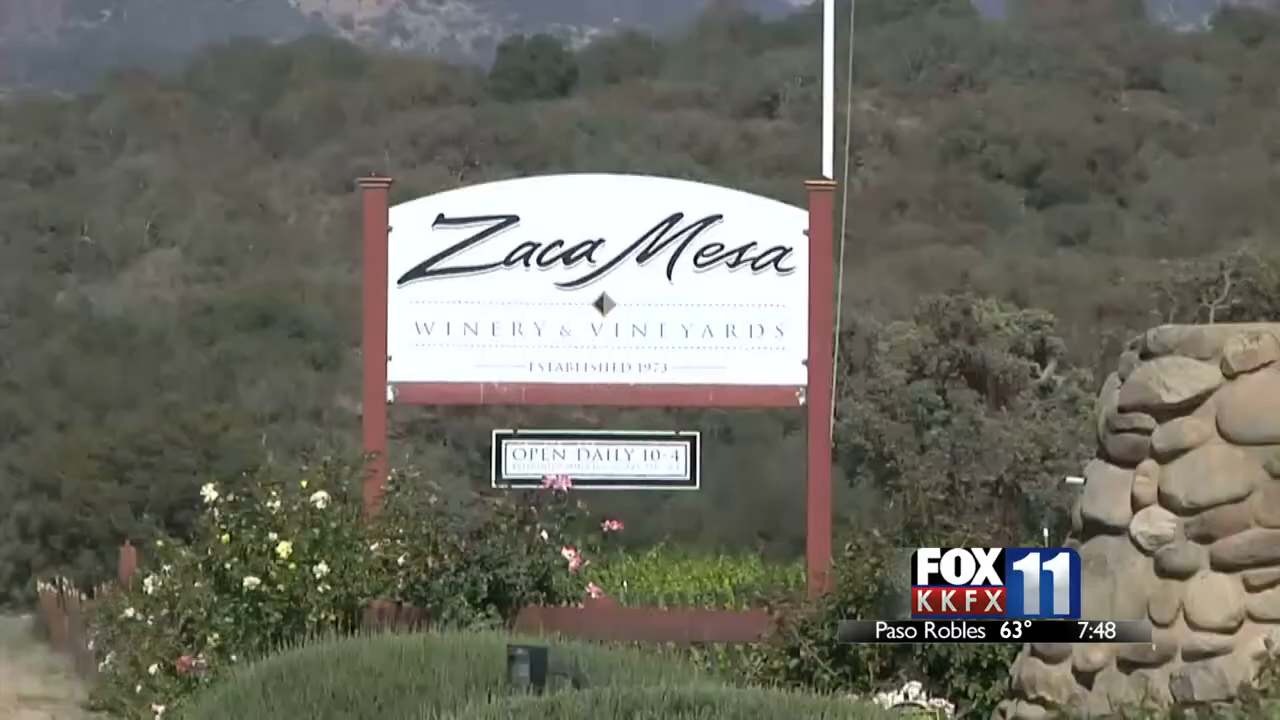 Zaca Mesa
WINERY & VINEYARDS
ESTABLISHED 1973
OPEN DAILY 10-4
FOX 11
KKFX
Paso Robles 63° 7:48